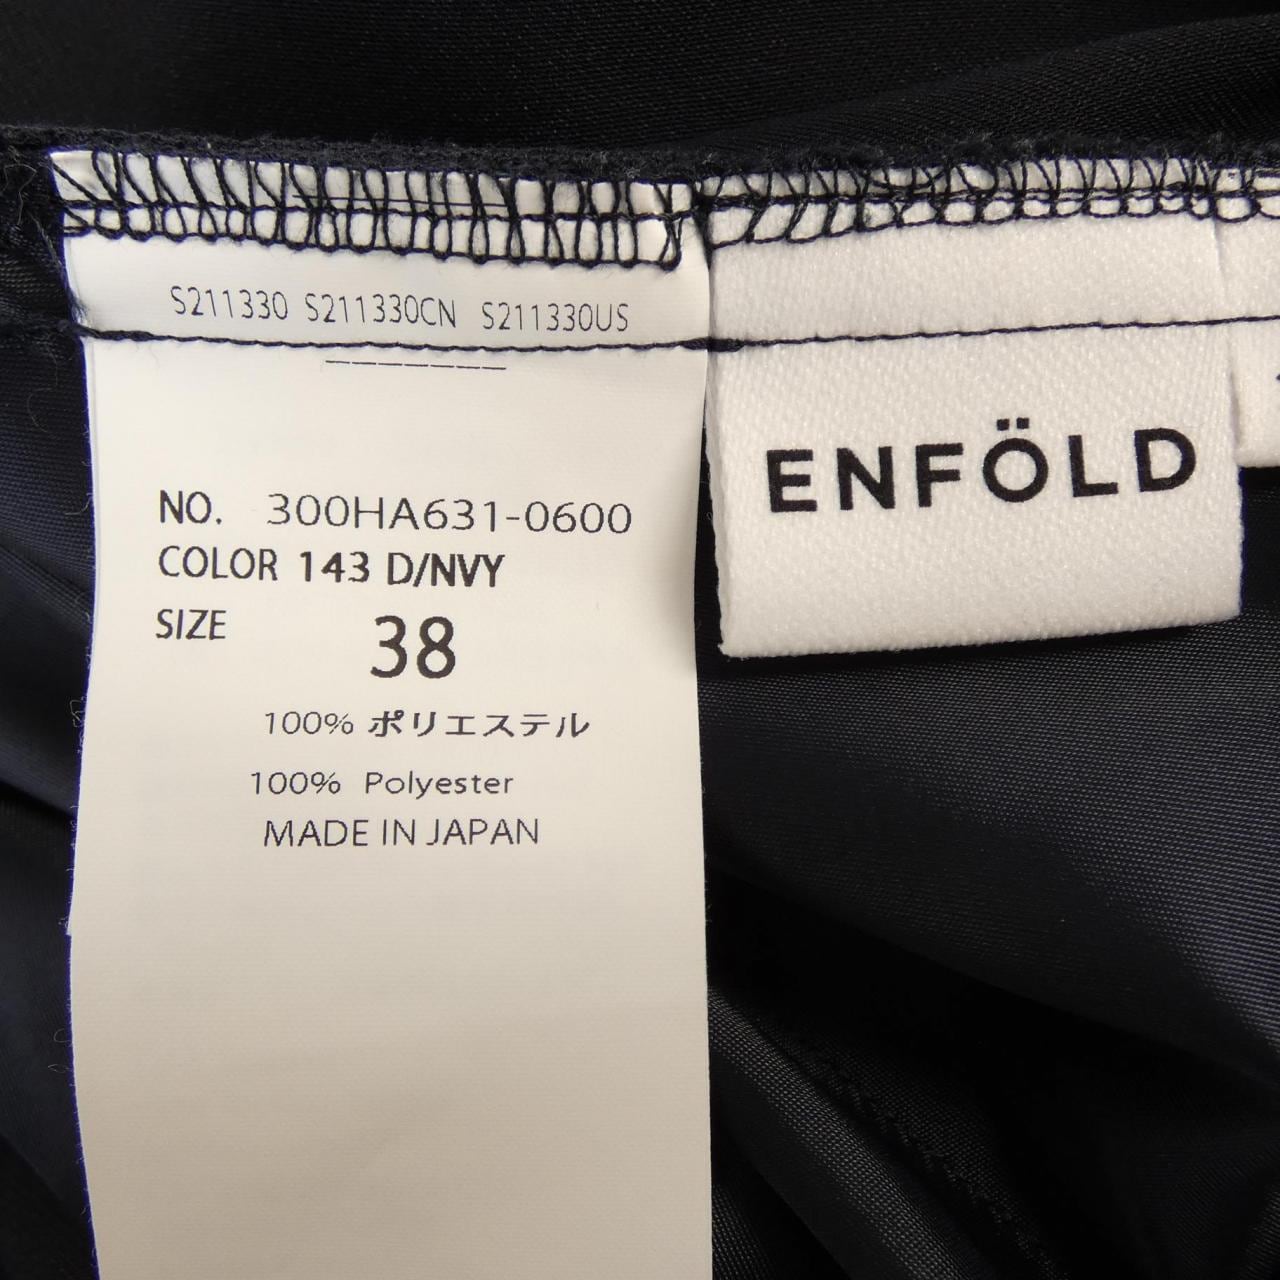 S211330 S211330CN S211330US
NO. 300HA631-0600
COLOR 143 D/NVY
SIZE 38
100% ポリエステル
100% Polyester
MADE IN JAPAN
ENFÖLD